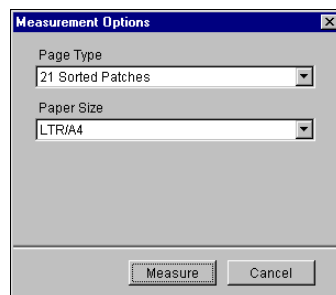 Measurement Options
Page Type
21 Sorted Patches
Paper Size
LTR/A4
Measure
Cancel